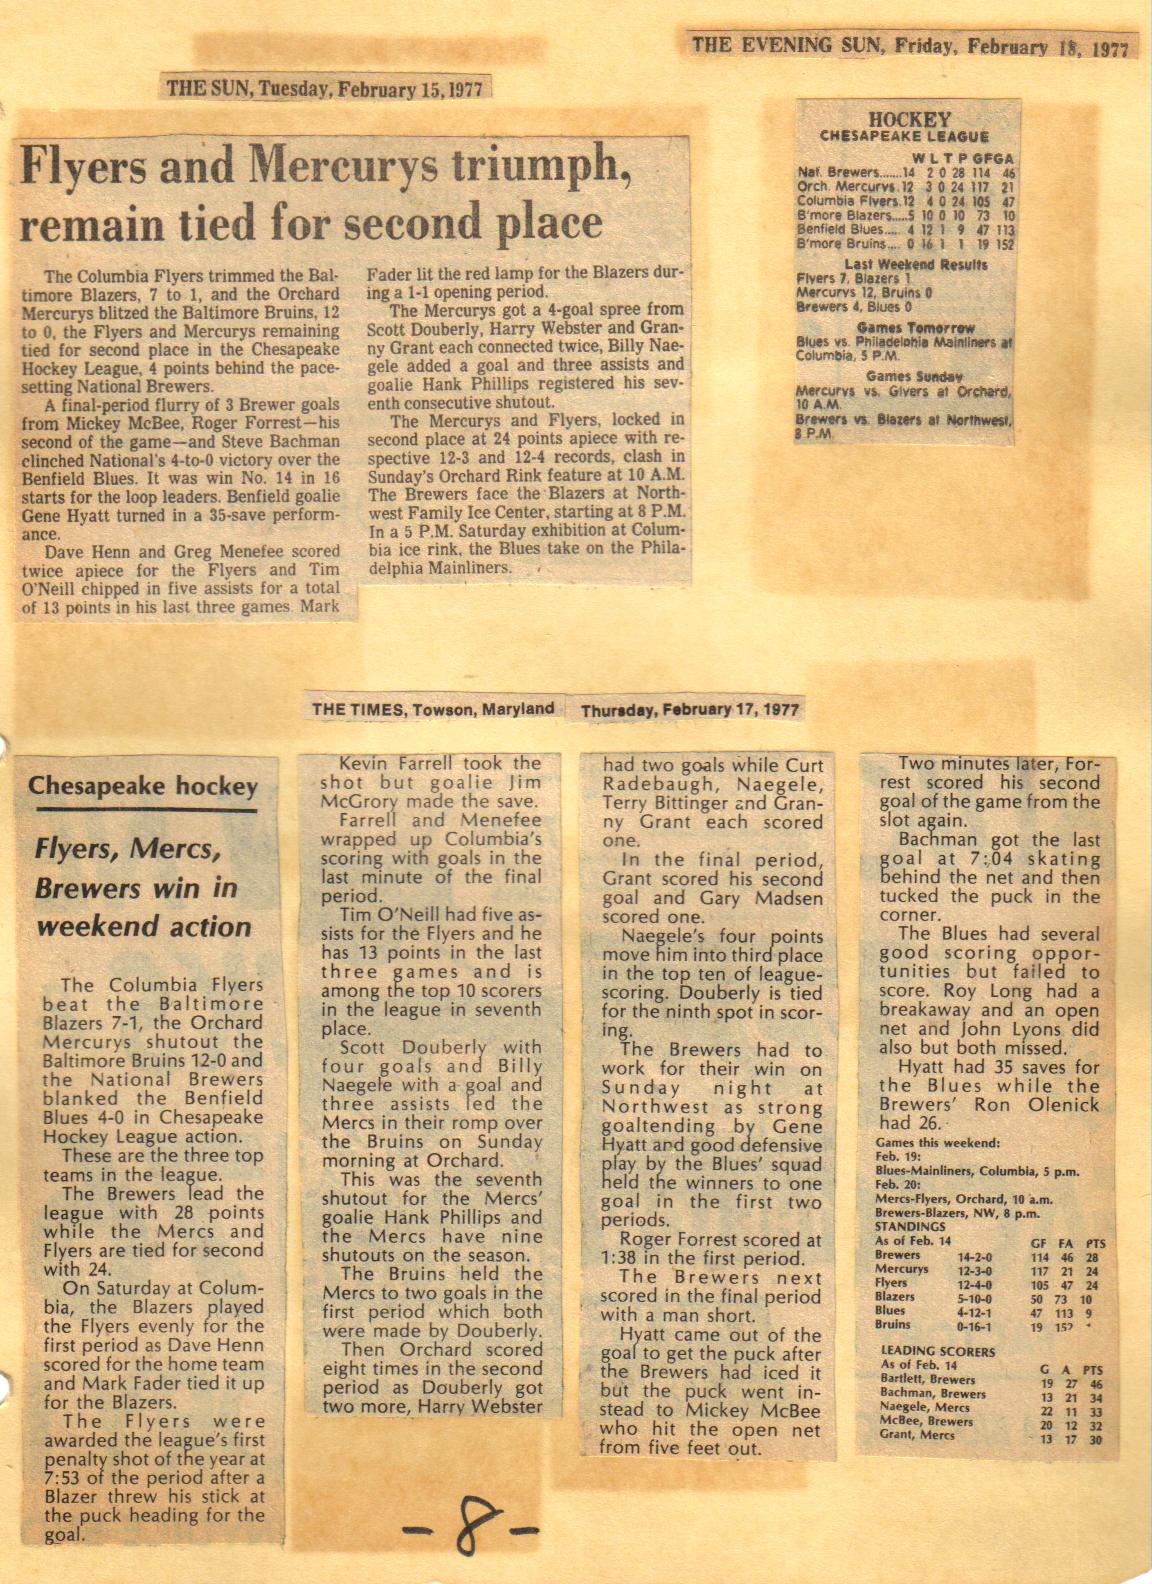 THE EVENING SUN, Friday, February 18, 1977
THE SUN, Tuesday, February 15, 1977
Flyers and Mercurys triumph,
remain tied for second place
The Columbia Flyers trimmed the Bal-
timore Blazers, 7 to 1, and the Orchard
Mercurys blitzed the Baltimore Bruins, 12
to 0, the Flyers and Mercurys remaining
tied for second place in the Chesapeake
Hockey League, 4 points behind the pace-
setting National Brewers.
A final-period flurry of 3 Brewer goals
from Mickey McBee, Roger Forrest—his
second of the game—and Steve Bachman
clinched National's 4-to-0 victory over the
Benfield Blues. It was win No. 14 in 16
starts for the loop leaders. Benfield goalie
Gene Hyatt turned in a 35-save perform-
ance.
Dave Henn and Greg Menefee scored
twice apiece for the Flyers and Tim
O'Neill chipped in five assists for a total
of 13 points in his last three games. Mark
Fader lit the red lamp for the Blazers dur-
ing a 1-1 opening period.
The Mercurys got a 4-goal spree from
Scott Douberly, Harry Webster and Gran-
ny Grant each connected twice, Billy Nae-
gele added a goal and three assists and
goalie Hank Phillips registered his sev-
enth consecutive shutout.
The Mercurys and Flyers, locked in
second place at 24 points apiece with re-
spective 12-3 and 12-4 records, clash in
Sunday's Orchard Rink feature at 10 A.M.
The Brewers face the Blazers at North-
west Family Ice Center, starting at 8 P.M.
In a 5 P.M. Saturday exhibition at Colum-
bia ice rink, the Blues take on the Phila-
delphia Mainliners.
HOCKEY
CHESAPEAKE LEAGUE
W L T P GFGA
Nat. Brewers......14 2 0 28 114 46
Orch. Mercurys.12 3 0 24 117 21
Columbia Flyers.12 4 0 24 105 47
B'more Blazers.....5 10 0 10 73 10
Benfield Blues..... 4 12 1 9 47 113
B'more Bruins.... 0 16 1 1 19 152
Last Weekend Results
Flyers 7, Blazers 1
Mercurys 12, Bruins 0
Brewers 4, Blues 0
Games Tomorrow
Blues vs. Philadelphia Mainliners at
Columbia, 5 P.M.
Games Sunday
Mercurys vs. Glyers at Orchard,
10 A.M.
Brewers vs. Blazers at Northwest,
8 P.M.
THE TIMES, Towson, Maryland Thursday, February 17, 1977
Chesapeake hockey
Flyers, Mercs,
Brewers win in
weekend action
The Columbia Flyers
beat the Baltimore
Blazers 7-1, the Orchard
Mercurys shutout the
Baltimore Bruins 12-0 and
the National Brewers
blanked the Benfield
Blues 4-0 in Chesapeake
Hockey League action.
These are the three top
teams in the league.
The Brewers lead the
league with 28 points
while the Mercs and
Flyers are tied for second
with 24.
On Saturday at Colum-
bia, the Blazers played
the Flyers evenly for the
first period as Dave Henn
scored for the home team
and Mark Fader tied it up
for the Blazers.
The Flyers were
awarded the league's first
penalty shot of the year at
7:53 of the period after a
Blazer threw his stick at
the puck heading for the
goal.
Kevin Farrell took the
shot but goalie Jim
McGrory made the save.
Farrell and Menefee
wrapped up Columbia's
scoring with goals in the
last minute of the final
period.
Tim O'Neill had five as-
sists for the Flyers and he
has 13 points in the last
three games and is
among the top 10 scorers
in the league in seventh
place.
Scott Douberly with
four goals and Billy
Naegele with a goal and
three assists led the
Mercs in their romp over
the Bruins on Sunday
morning at Orchard.
This was the seventh
shutout for the Mercs'
goalie Hank Phillips and
the Mercs have nine
shutouts on the season.
The Bruins held the
Mercs to two goals in the
first period which both
were made by Douberly.
Then Orchard scored
eight times in the second
period as Douberly got
two more, Harry Webster
had two goals while Curt
Radebaugh, Naegele,
Terry Bittinger and Gran-
ny Grant each scored
one.
In the final period,
Grant scored his second
goal and Gary Madsen
scored one.
Naegele's four points
move him into third place
in the top ten of league-
scoring. Douberly is tied
for the ninth spot in scor-
ing.
The Brewers had to
work for their win on
Sunday night at
Northwest as strong
goaltending by Gene
Hyatt and good defensive
play by the Blues' squad
held the winners to one
goal in the first two
periods.
Roger Forrest scored at
1:38 in the first period.
The Brewers next
scored in the final period
with a man short.
Hyatt came out of the
goal to get the puck after
the Brewers had iced it
but the puck went in-
stead to Mickey McBee
who hit the open net
from five feet out.
Two minutes later, For-
rest scored his second
goal of the game from the
slot again.
Bachman got the last
goal at 7:04 skating
behind the net and then
tucked the puck in the
corner.
The Blues had several
good scoring oppor-
tunities but failed to
score. Roy Long had a
breakaway and an open
net and John Lyons did
also but both missed.
Hyatt had 35 saves for
the Blues while the
Brewers' Ron Olenick
had 26.
Games this weekend:
Feb. 19:
Blues-Mainliners, Columbia, 5 p.m.
Feb. 20:
Mercs-Flyers, Orchard, 10 a.m.
Brewers-Blazers, NW, 8 p.m.
STANDINGS
As of Feb. 14 GF FA PTS
Brewers 14-2-0 114 46 28
Mercurys 12-3-0 117 21 24
Flyers 12-4-0 105 47 24
Blazers 5-10-0 50 73 10
Blues 4-12-1 47 113 9
Bruins 0-16-1 19
LEADING SCORERS
As of Feb. 14 G A PTS
Bartlett, Brewers 19 27 46
Bachman, Brewers 13 21 34
Naegele, Mercs 22 11 33
McBee, Brewers 20 12 32
Grant, Mercs 13 17 30
-8-